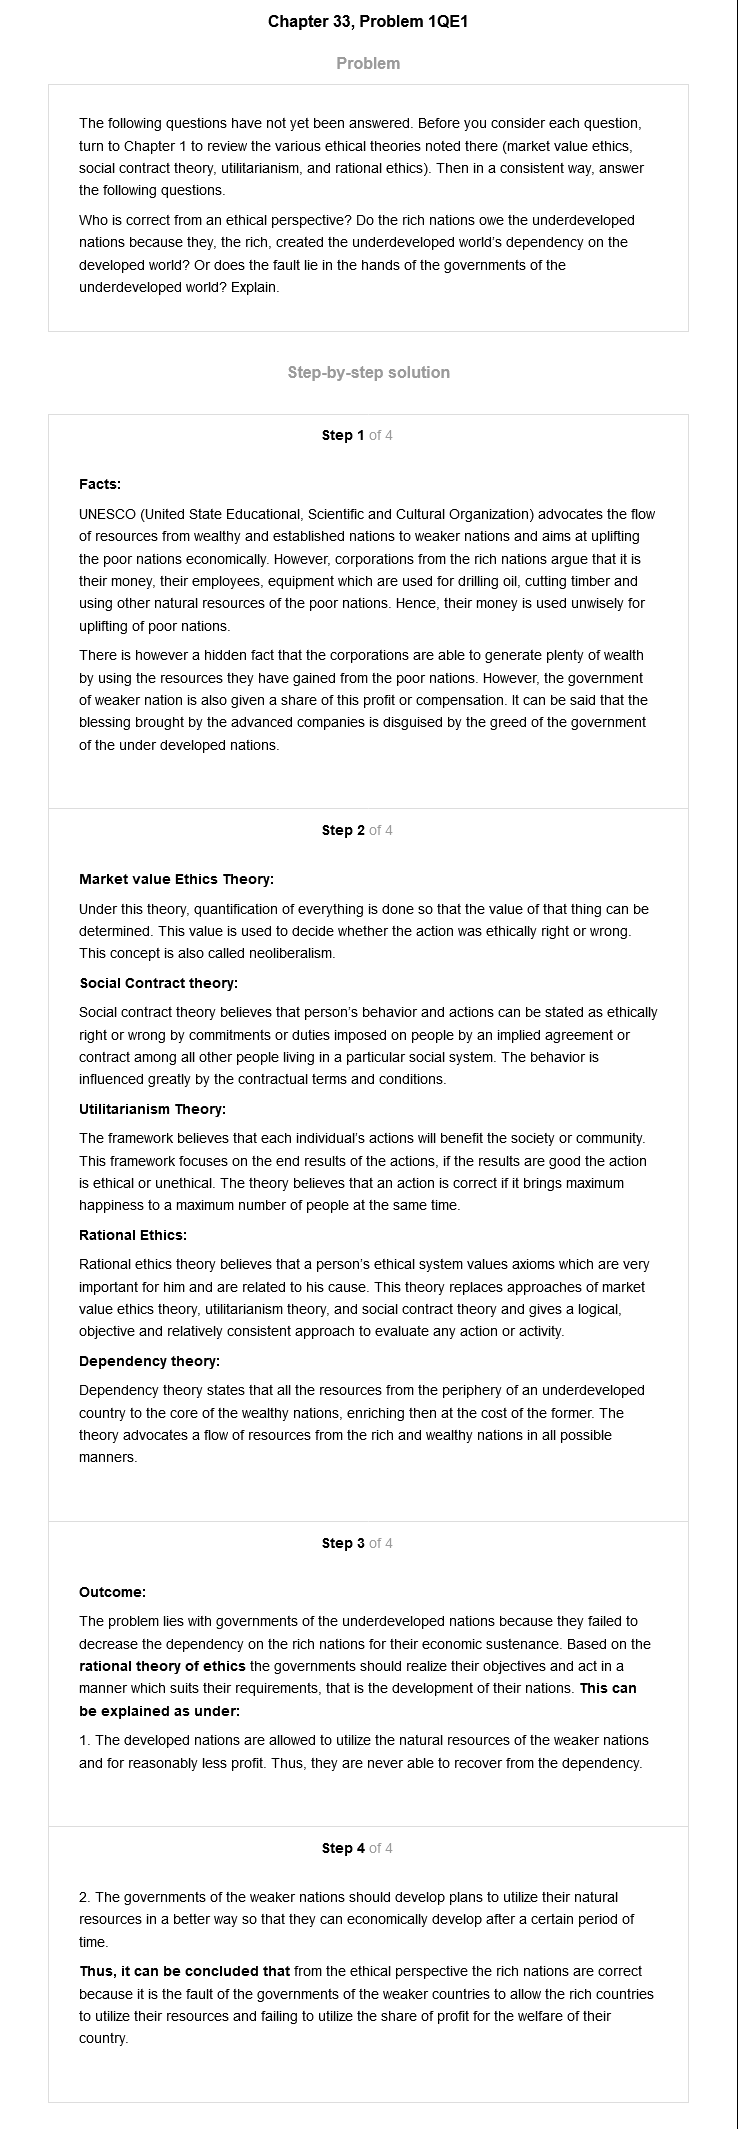 Chapter 33, Problem 1QE1
Problem
The following questions have not yet been answered. Before you consider each question,
turn to Chapter 1 to review the various ethical theories noted there (market value ethics,
social contract theory, utilitarianism, and rational ethics). Then in a consistent way, answer
the following questions.
Who is correct from an ethical perspective? Do the rich nations owe the underdeveloped
nations because they, the rich, created the underdeveloped world's dependency on the
developed world? Or does the fault lie in the hands of the governments of the
underdeveloped world? Explain.
Step-by-step solution
Step 1 of 4
Facts:
UNESCO (United State Educational, Scientific and Cultural Organization) advocates the flow
of resources from wealthy and established nations to weaker nations and aims at uplifting
the poor nations economically. However, corporations from the rich nations argue that it is
their money, their employees, equipment which are used for drilling oil, cutting timber and
using other natural resources of the poor nations. Hence, their money is used unwisely for
uplifting of poor nations.
There is however a hidden fact that the corporations are able to generate plenty of wealth
by using the resources they have gained from the poor nations. However, the government
of weaker nation is also given a share of this profit or compensation. It can be said that the
blessing brought by the advanced companies is disguised by the greed of the government
of the under developed nations.
Step 2 of 4
Market value Ethics Theory:
Under this theory, quantification of everything is done so that the value of that thing can be
determined. This value is used to decide whether the action was ethically right or wrong.
This concept is also called neoliberalism.
Social Contract theory:
Social contract theory believes that person's behavior and actions can be stated as ethically
right or wrong by commitments or duties imposed on people by an implied agreement or
contract among all other people living in a particular social system. The behavior is
influenced greatly by the contractual terms and conditions.
Utilitarianism Theory:
The framework believes that each individual's actions will benefit the society or community.
This framework focuses on the end results of the actions, if the results are good the action
is ethical or unethical. The theory believes that an action is correct if it brings maximum
happiness to a maximum number of people at the same time.
Rational Ethics:
Rational ethics theory believes that a person's ethical system values axioms which are very
important for him and are related to his cause. This theory replaces approaches of market
value ethics theory, utilitarianism theory, and social contract theory and gives a logical,
objective and relatively consistent approach to evaluate any action or activity.
Dependency theory:
Dependency theory states that all the resources from the periphery of an underdeveloped
country to the core of the wealthy nations, enriching then at the cost of the former. The
theory advocates a flow of resources from the rich and wealthy nations in all possible
manners.
Step 3 of 4
Outcome:
The problem lies with governments of the underdeveloped nations because they failed to
decrease the dependency on the rich nations for their economic sustenance. Based on the
rational theory of ethics the governments should realize their objectives and act in a
manner which suits their requirements, that is the development of their nations. This can
be explained as under:
1. The developed nations are allowed to utilize the natural resources of the weaker nations
and for reasonably less profit. Thus, they are never able to recover from the dependency.
Step 4 of 4
2. The governments of the weaker nations should develop plans to utilize their natural
resources in a better way so that they can economically develop after a certain period of
time.
Thus, it can be concluded that from the ethical perspective the rich nations are correct
because it is the fault of the governments of the weaker countries to allow the rich countries
to utilize their resources and failing to utilize the share of profit for the welfare of their
country.